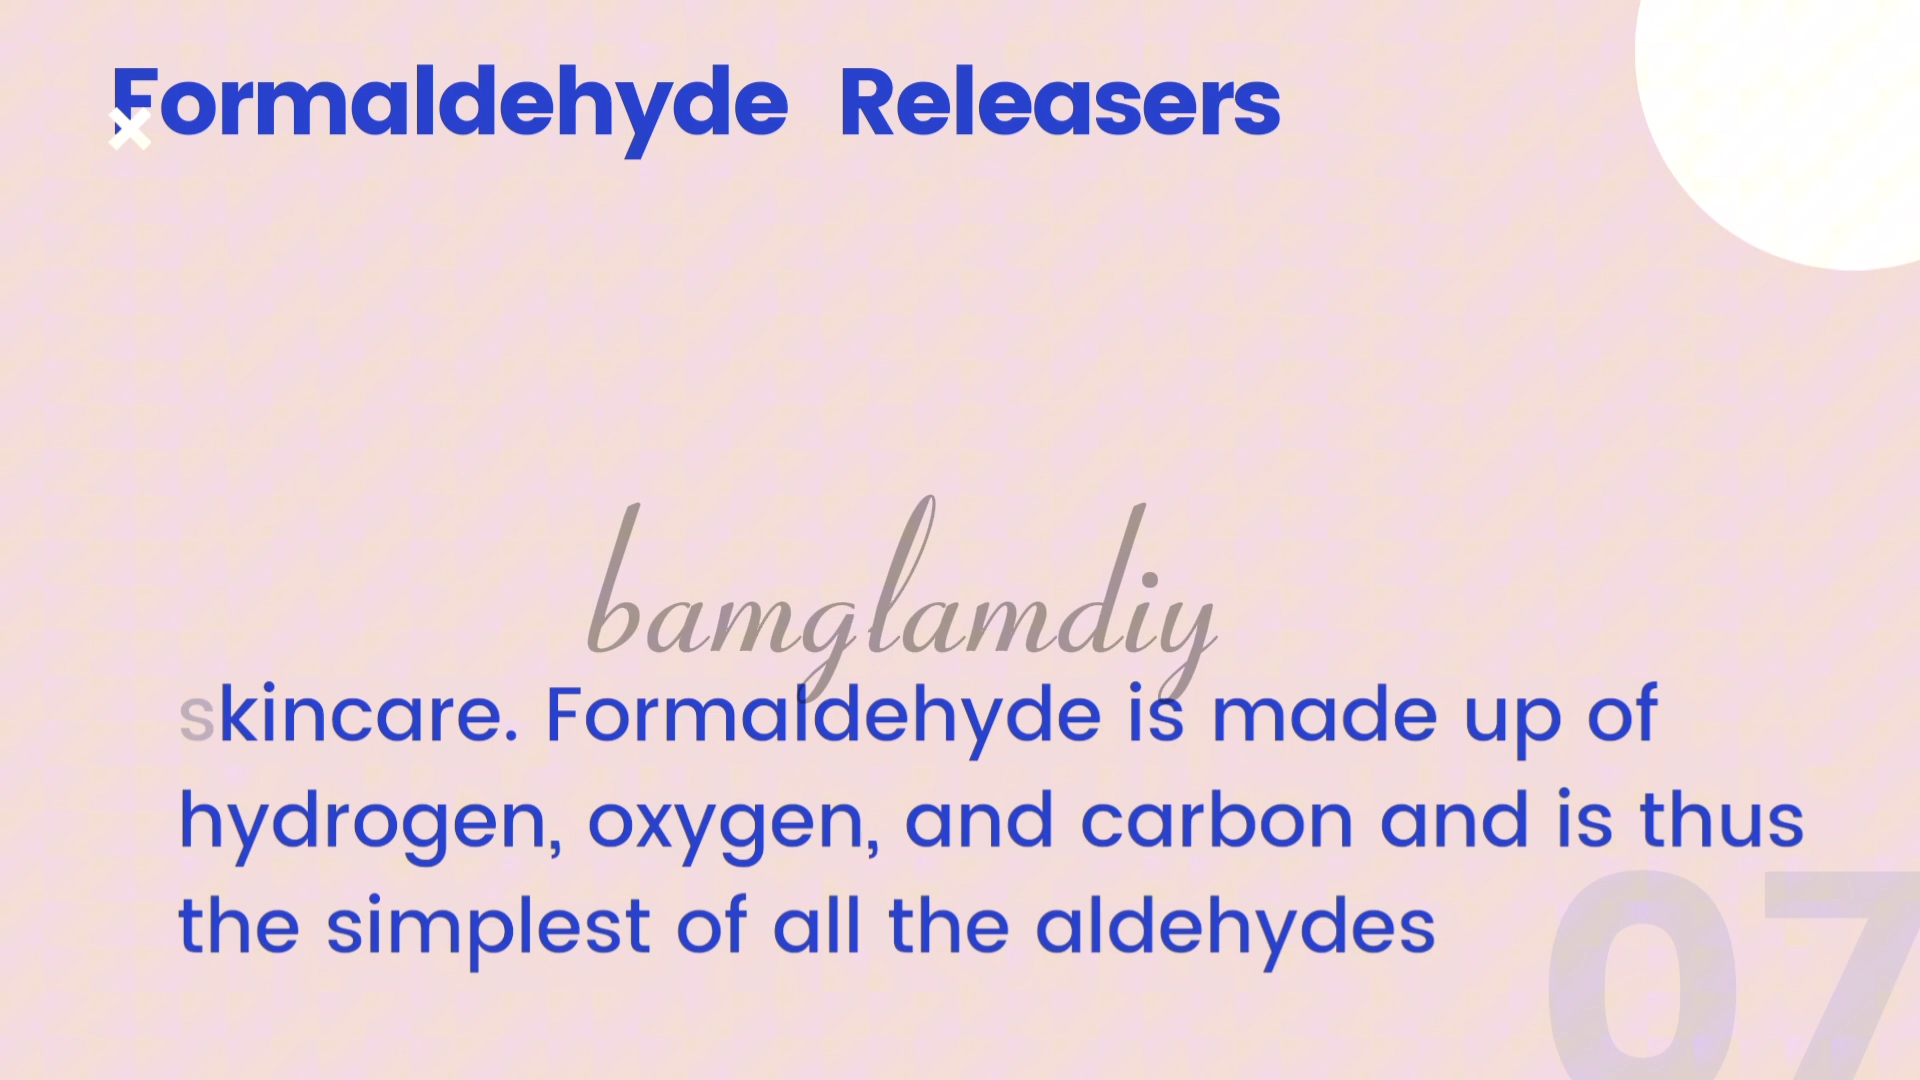 Formaldehyde Releasers
bamglamdiy
skincare. Formaldehyde is made up of
hydrogen, oxygen, and carbon and is thus
the simplest of all the aldehydes
07